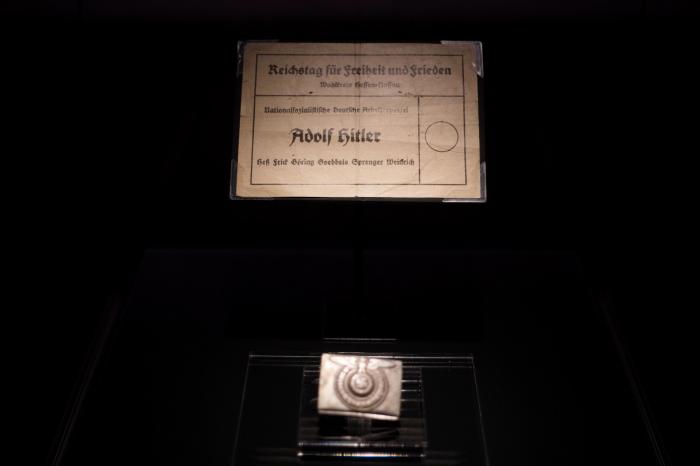 Reichstag für Freiheit und Frieden
Wahlkreis Hessen-Nassau
Nationalsozialistische Deutsche Arbeiterpartei
Adolf Hitler
Heß Frick Göring Goebbels Sprenger Weinrich